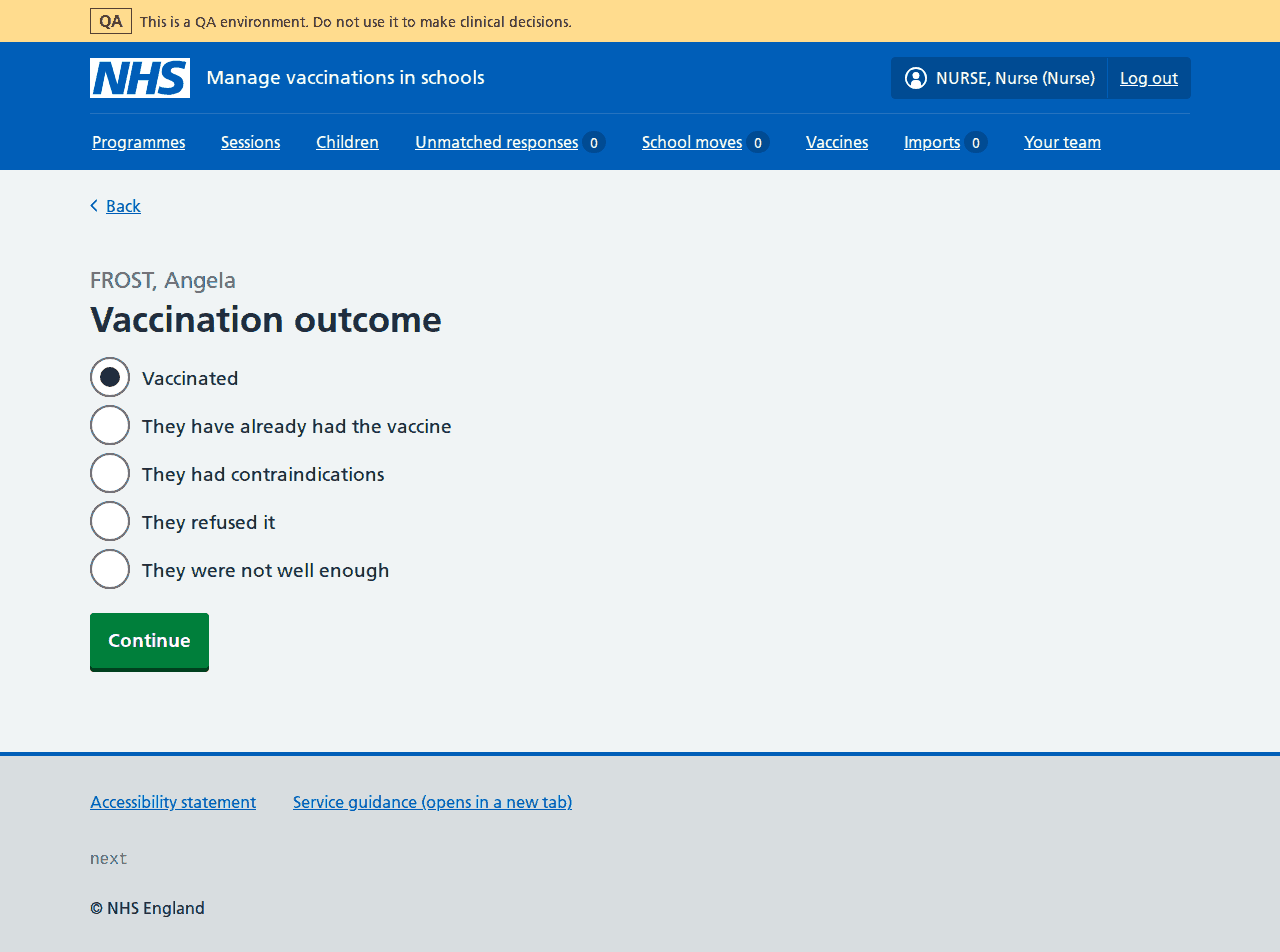 QA This is a QA environment. Do not use it to make clinical decisions.
NHS Manage vaccinations in schools NURSE, Nurse (Nurse) Log out
Programmes Sessions Children Unmatched responses 0 School moves 0 Vaccines Imports 0 Your team
Back
FROST, Angela
Vaccination outcome
Vaccinated
They have already had the vaccine
They had contraindications
They refused it
They were not well enough
Continue
Accessibility statement Service guidance (opens in a new tab)
next
© NHS England